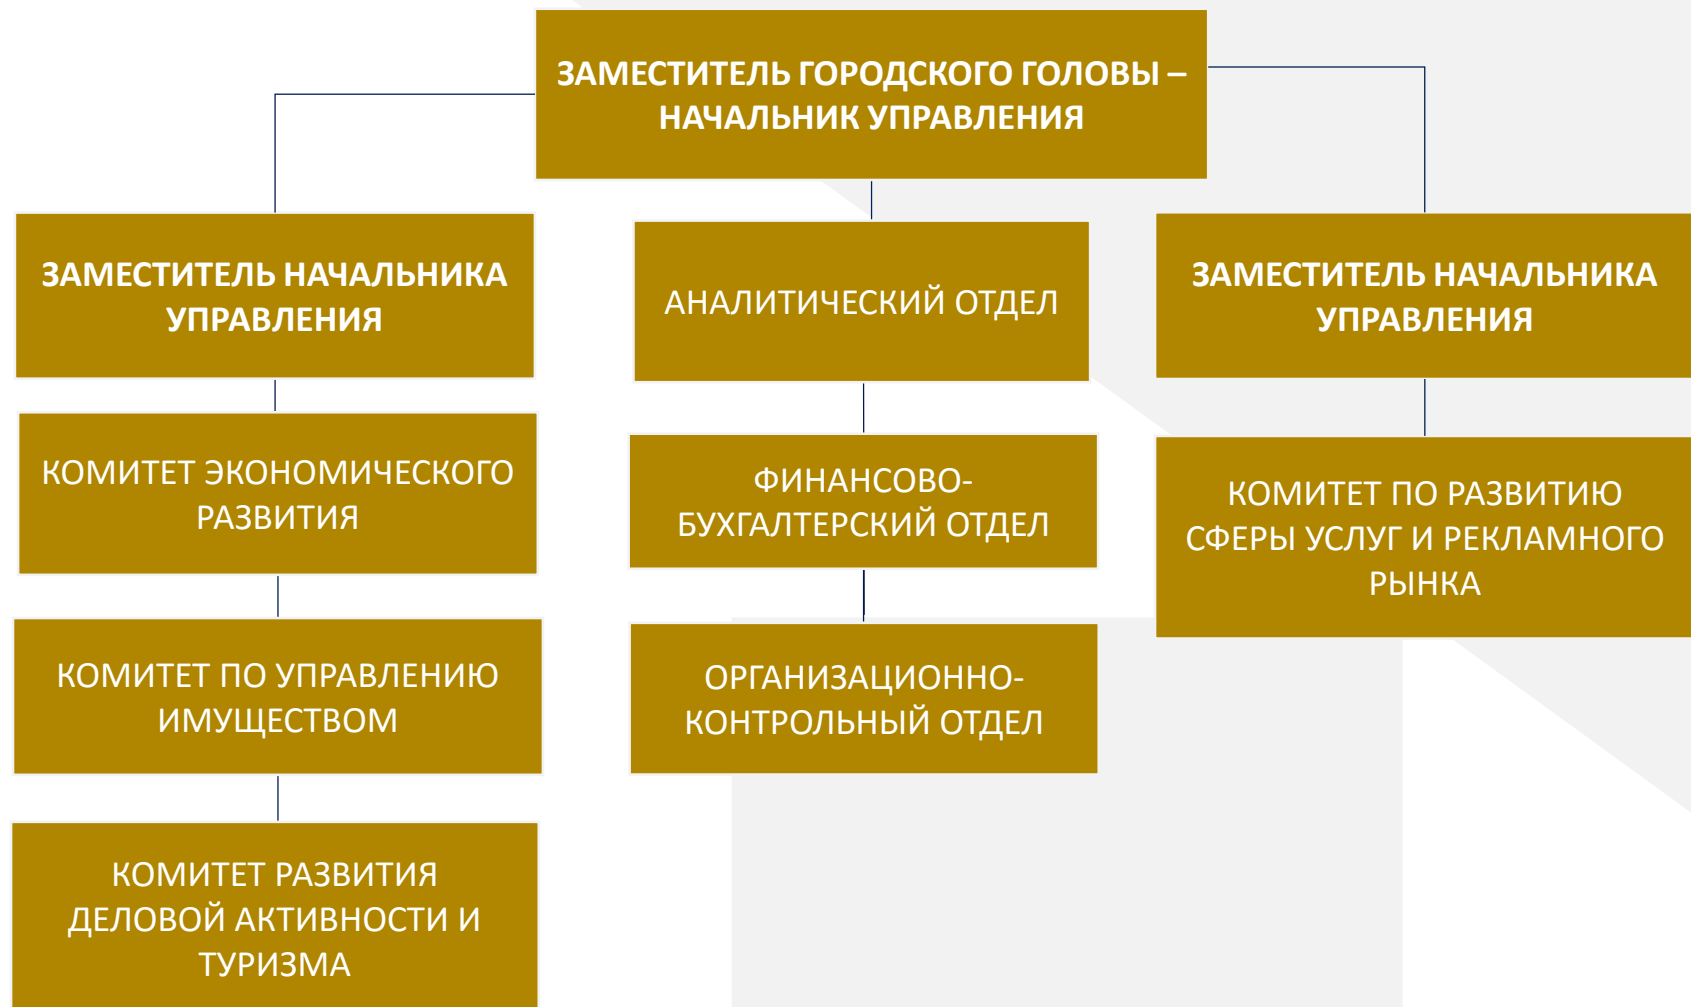 ЗАМЕСТИТЕЛЬ ГОРОДСКОГО ГОЛОВЫ –
НАЧАЛЬНИК УПРАВЛЕНИЯ
ЗАМЕСТИТЕЛЬ НАЧАЛЬНИКА
УПРАВЛЕНИЯ
КОМИТЕТ ЭКОНОМИЧЕСКОГО
РАЗВИТИЯ
КОМИТЕТ ПО УПРАВЛЕНИЮ
ИМУЩЕСТВОМ
КОМИТЕТ РАЗВИТИЯ
ДЕЛОВОЙ АКТИВНОСТИ И
ТУРИЗМА
АНАЛИТИЧЕСКИЙ ОТДЕЛ
ФИНАНСОВО-
БУХГАЛТЕРСКИЙ ОТДЕЛ
ОРГАНИЗАЦИОННО-
КОНТРОЛЬНЫЙ ОТДЕЛ
ЗАМЕСТИТЕЛЬ НАЧАЛЬНИКА
УПРАВЛЕНИЯ
КОМИТЕТ ПО РАЗВИТИЮ
СФЕРЫ УСЛУГ И РЕКЛАМНОГО
РЫНКА